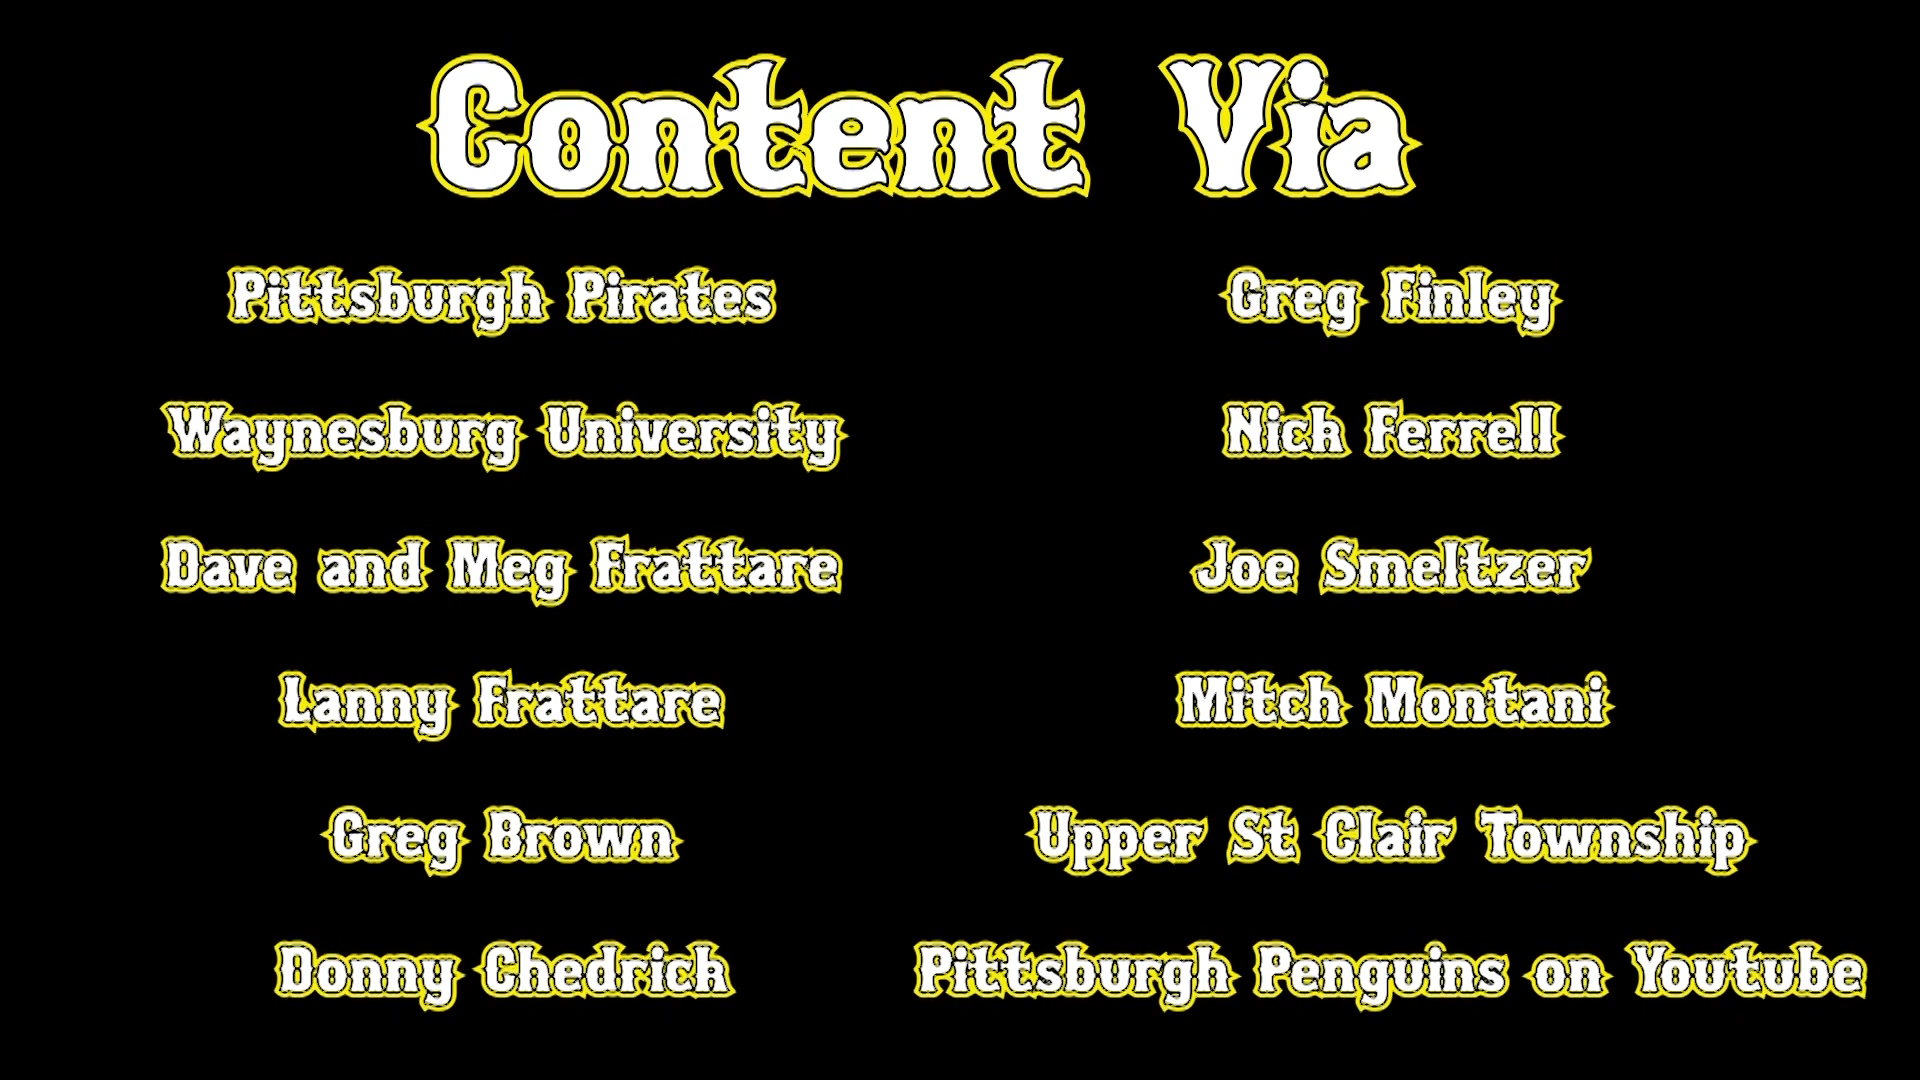 Content Via
Pittsburgh Pirates
Waynesburg University
Dave and Meg Frattare
Lanny Frattare
Greg Brown
Donny Chedrick
Greg Finley
Nick Ferrell
Joe Smeltzer
Mitch Montani
Upper St Clair Township
Pittsburgh Penguins on Youtube